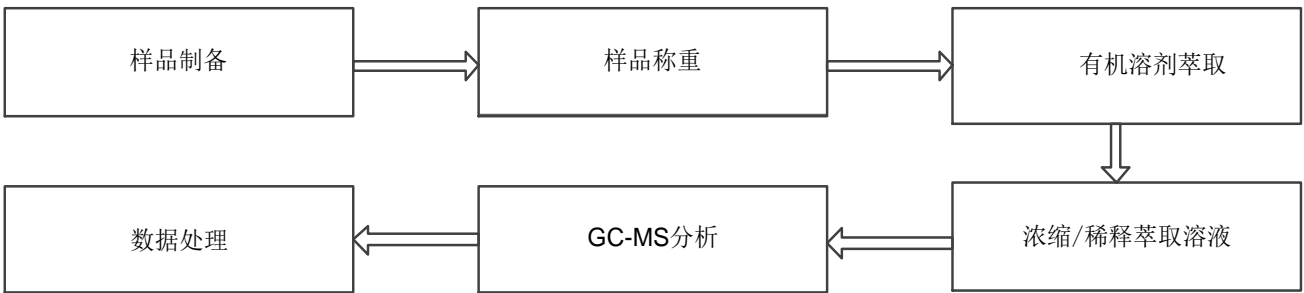 样品制备
样品称重
有机溶剂萃取
浓缩/稀释萃取溶液
GC-MS分析
数据处理